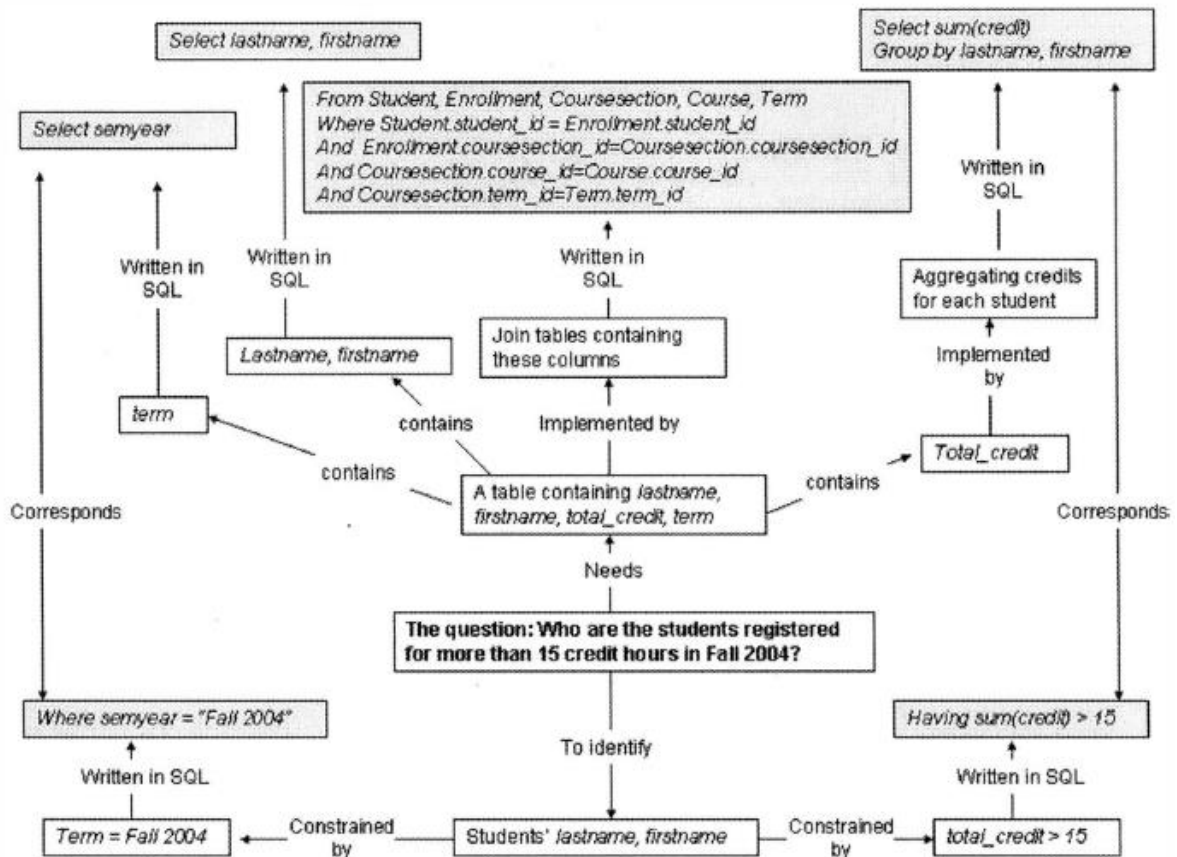 Select lastname, firstname
Select sum(credit)
Group by lastname, firstname
From Student, Enrollment, Coursesection, Course, Term
Where Student.student_id = Enrollment.student_id
And Enrollment.coursesection_id=Coursesection.coursesection_id
And Coursesection.course_id=Course.course_id
And Coursesection.term_id=Term.term_id
Select semyear
Written in
SQL
Written in
SQL
Written in
SQL
Written in
SQL
Aggregating credits
for each student
Lastname, firstname
Join tables containing
these columns
Implemented
by
term
contains
Implemented by
Total_credit
contains
contains
A table containing lastname,
firstname, total_credit, term
Corresponds
Corresponds
Needs
The question: Who are the students registered
for more than 15 credit hours in Fall 2004?
Where semyear = "Fall 2004"
Having sum(credit) > 15
To identify
Written in SQL
Written in SQL
Term = Fall 2004
Constrained
by
Students' lastname, firstname
Constrained
by
total_credit > 15